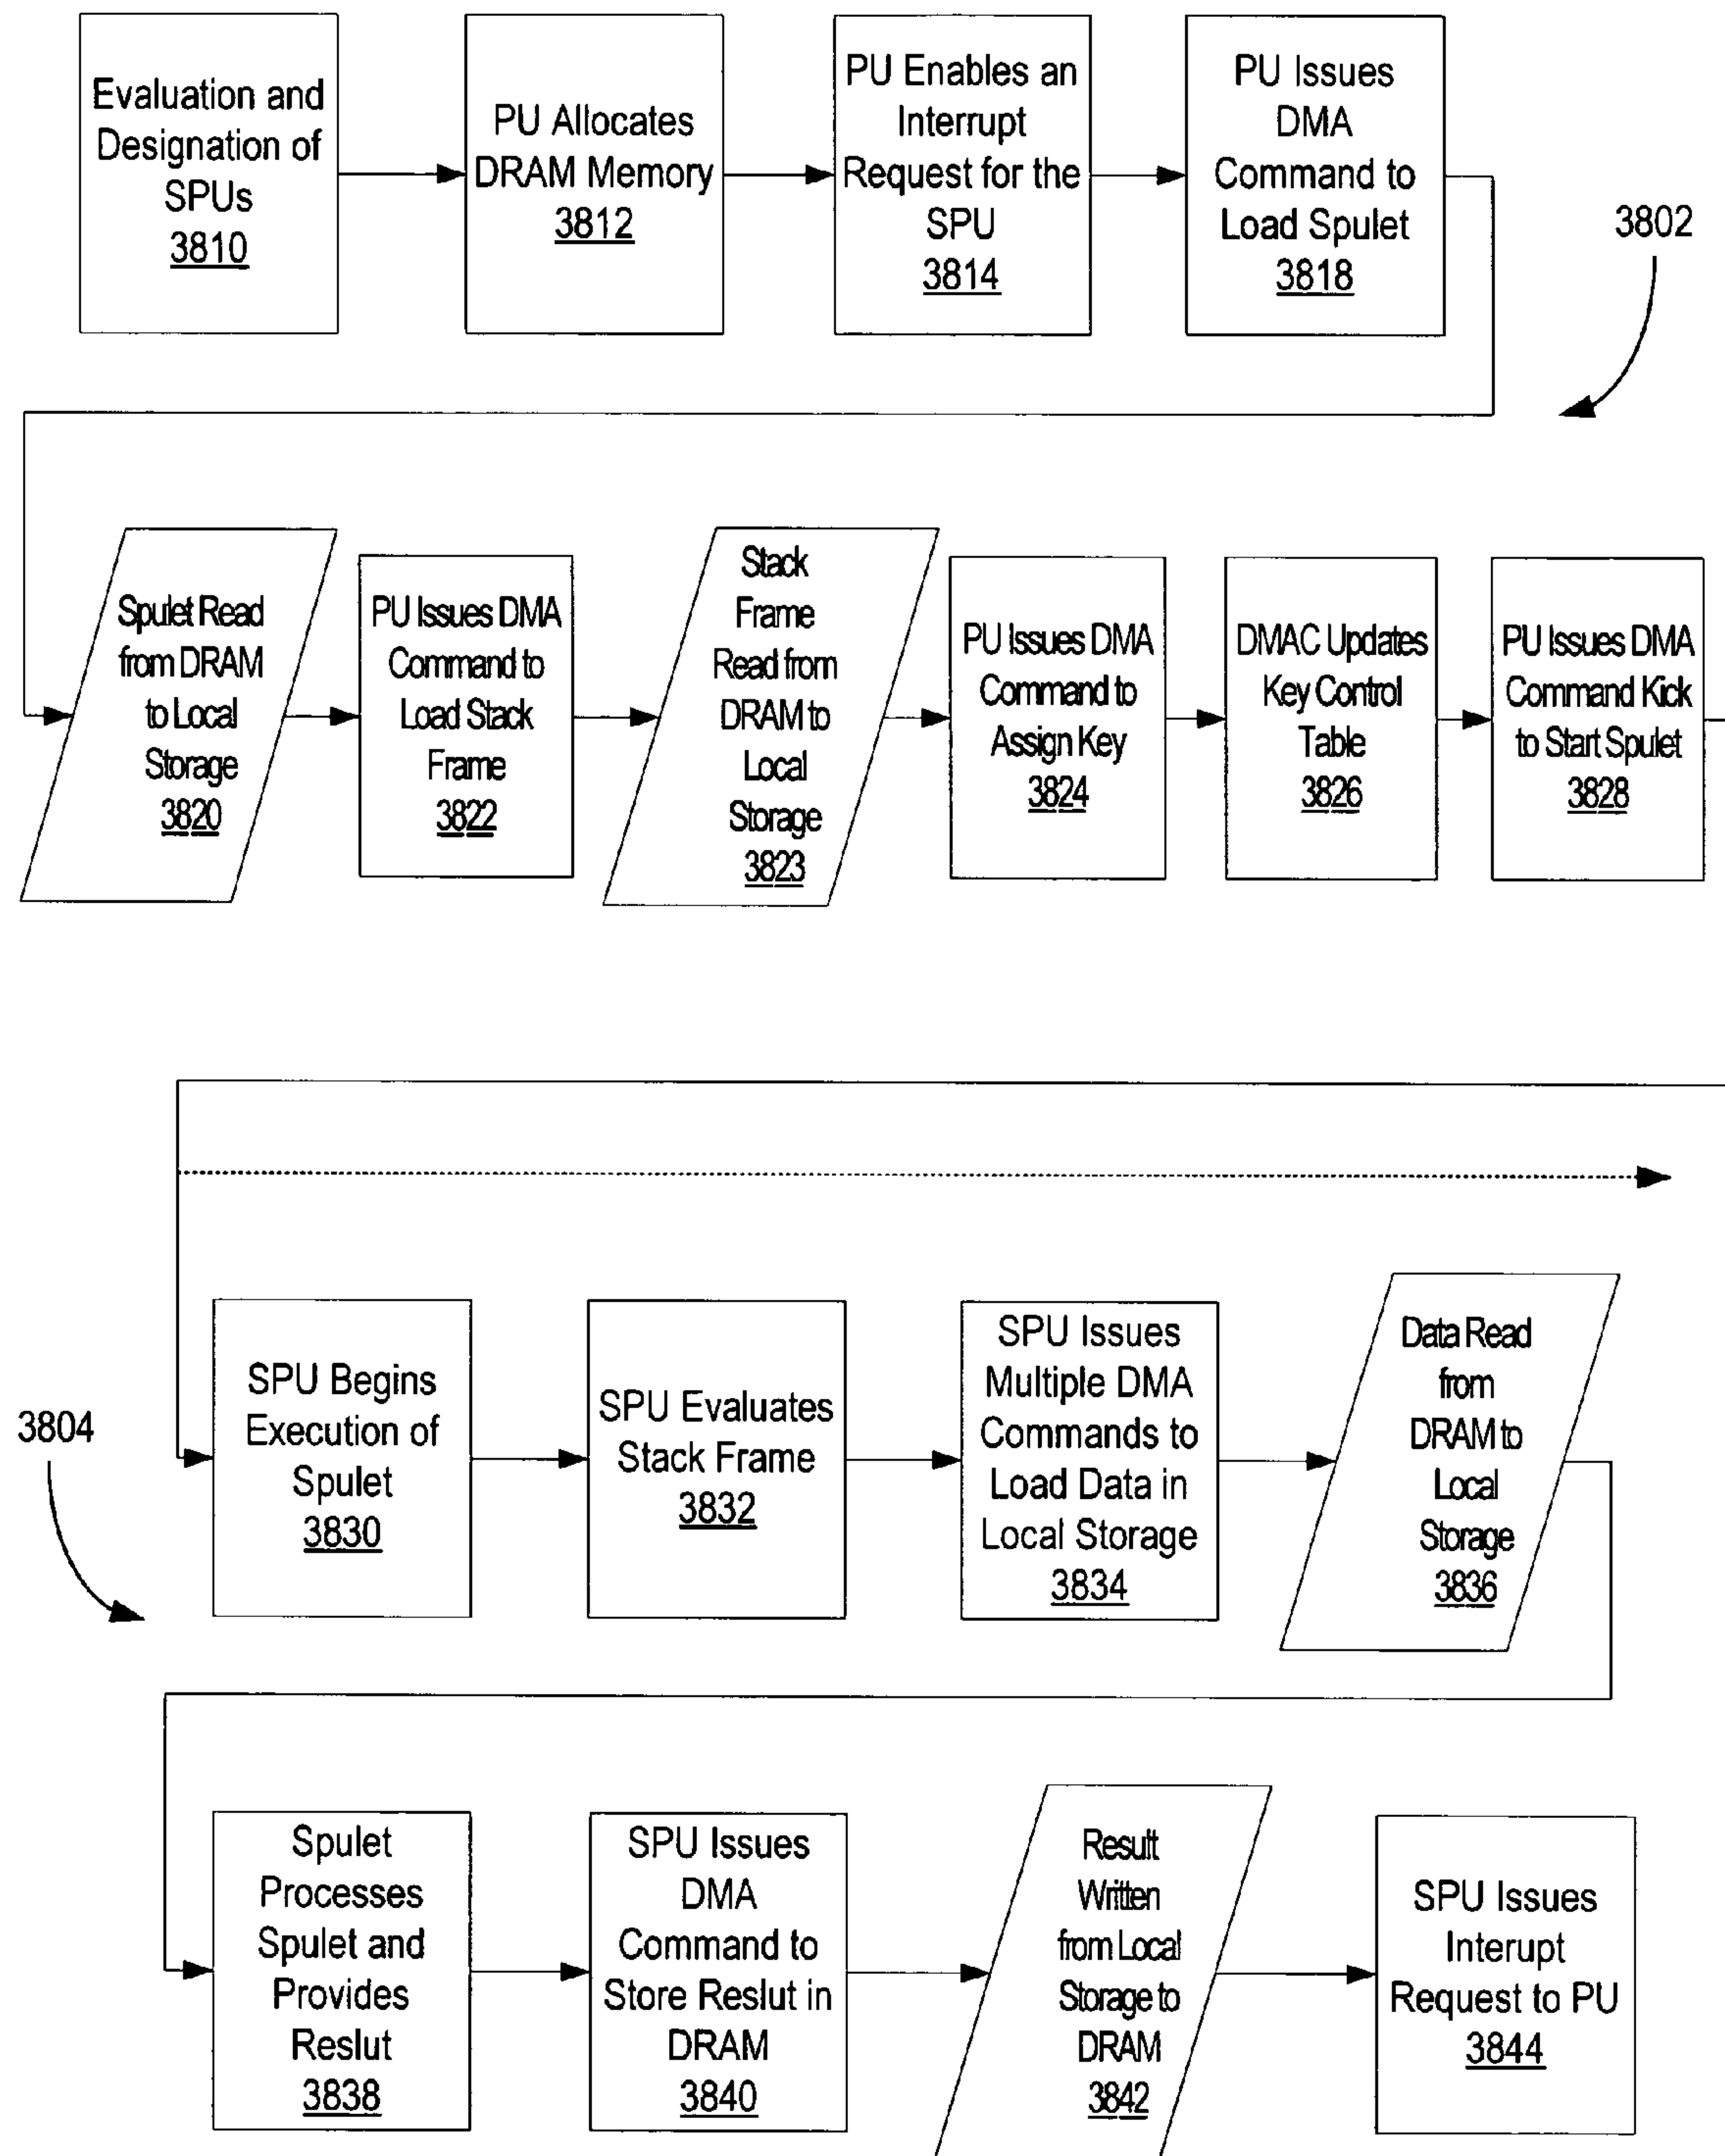 Evaluation and
Designation of
SPUs
3810
PU Allocates
DRAM Memory
3812
PU Enables an
Interrupt
Request for the
SPU
3814
PU Issues
DMA
Command to
Load Spulet
3818
3802
Spulet Read
from DRAM
to Local
Storage
3820
PU Issues DMA
Command to
Load Stack
Frame
3822
Stack
Frame
Read from
DRAM to
Local
Storage
3823
PU Issues DMA
Command to
Assign Key
3824
DMAC Updates
Key Control
Table
3826
PU Issues DMA
Command Kick
to Start Spulet
3828
3804
SPU Begins
Execution of
Spulet
3830
SPU Evaluates
Stack Frame
3832
SPU Issues
Multiple DMA
Commands to
Load Data in
Local Storage
3834
Data Read
from
DRAM to
Local
Storage
3836
Spulet
Processes
Spulet and
Provides
Reslut
3838
SPU Issues
DMA
Command to
Store Reslut in
DRAM
3840
Result
Written
from Local
Storage to
DRAM
3842
SPU Issues
Interupt
Request to PU
3844